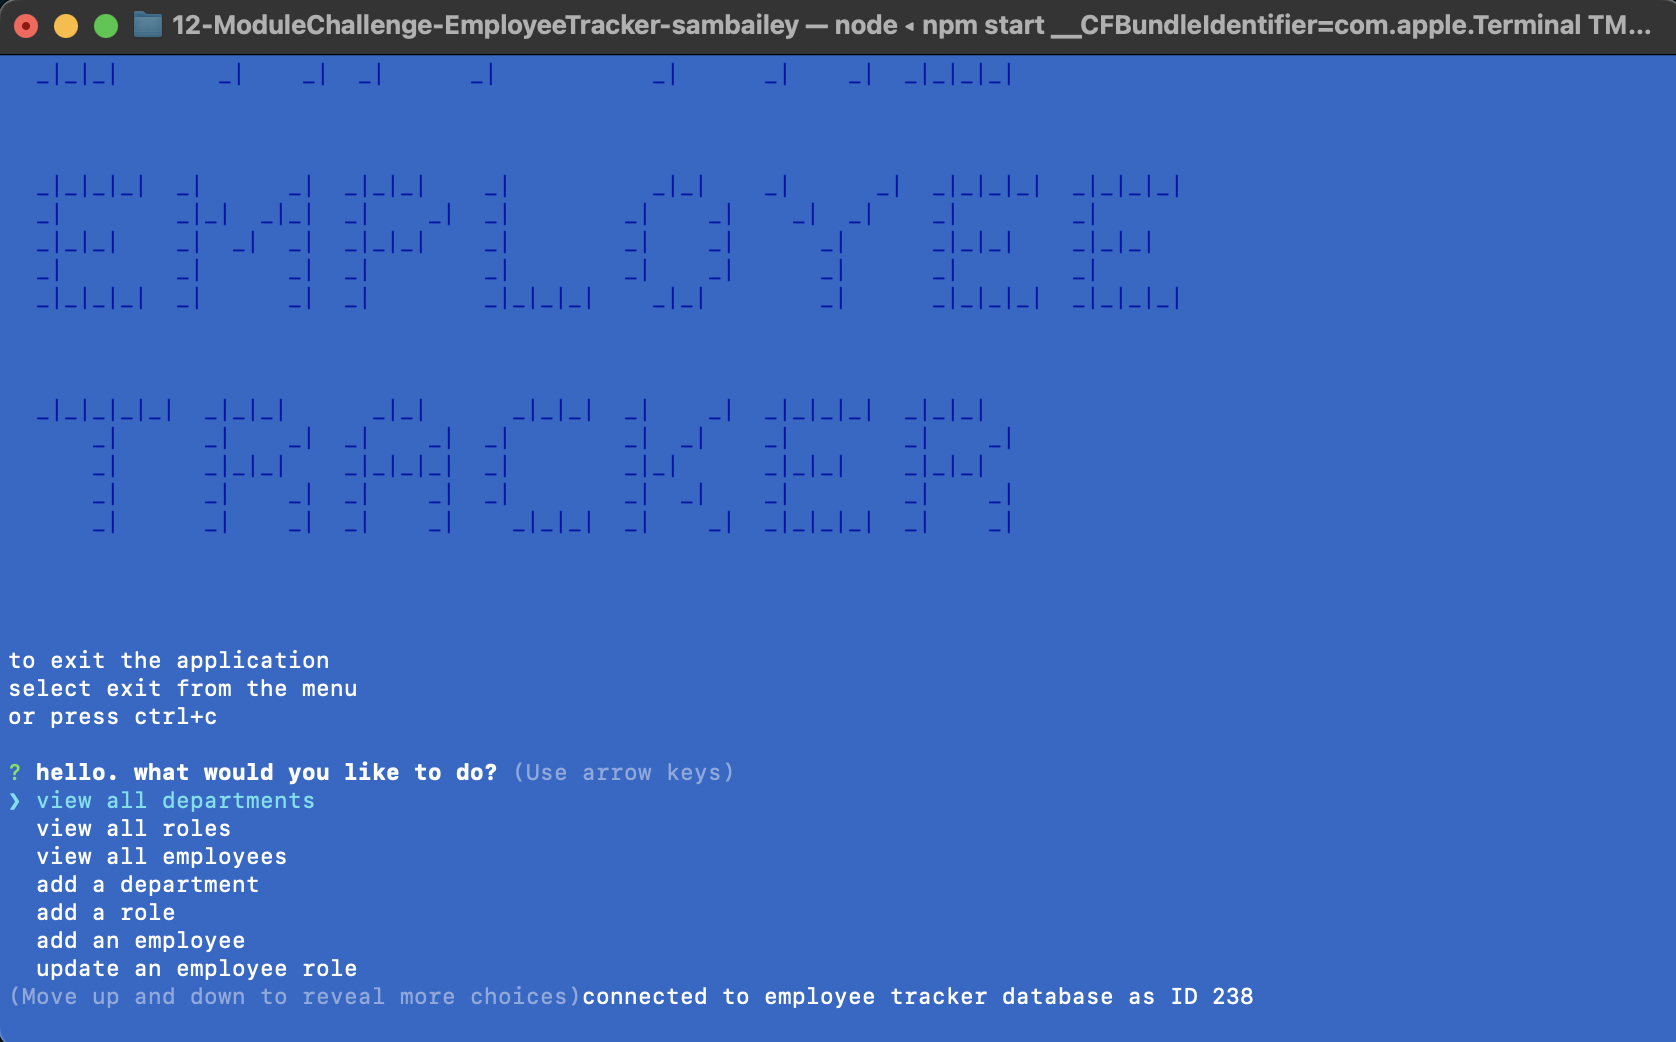 12-ModuleChallenge-EmployeeTracker-sambailey — node ◂ npm start __CFBundleIdentifier=com.apple.Terminal TM...
EMPLOYEE
TRACKER
to exit the application
select exit from the menu
or press ctrl+c
? hello. what would you like to do? (Use arrow keys)
❯ view all departments
view all roles
view all employees
add a department
add a role
add an employee
update an employee role
(Move up and down to reveal more choices)connected to employee tracker database as ID 238